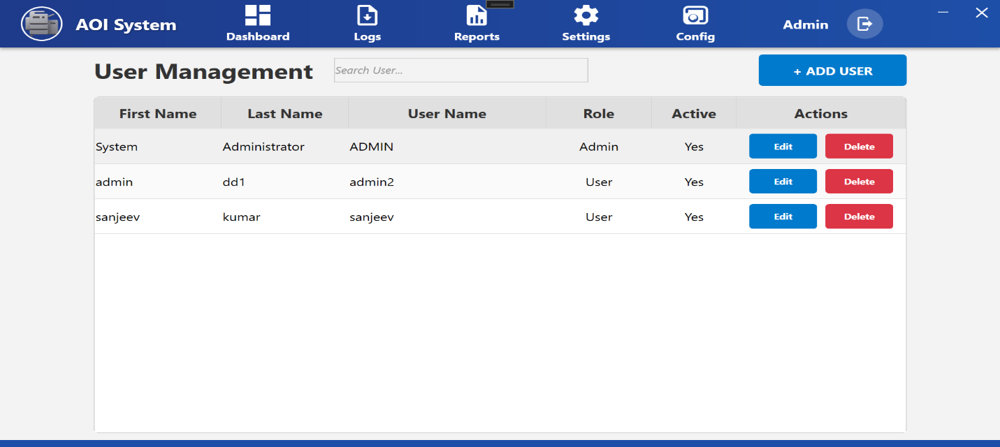 AOI System
Dashboard
Logs
Reports
Settings
Config
Admin
User Management
Search User...
+ ADD USER
First Name Last Name User Name Role Active Actions
System Administrator ADMIN Admin Yes Edit Delete
admin dd1 admin2 User Yes Edit Delete
sanjeev kumar sanjeev User Yes Edit Delete